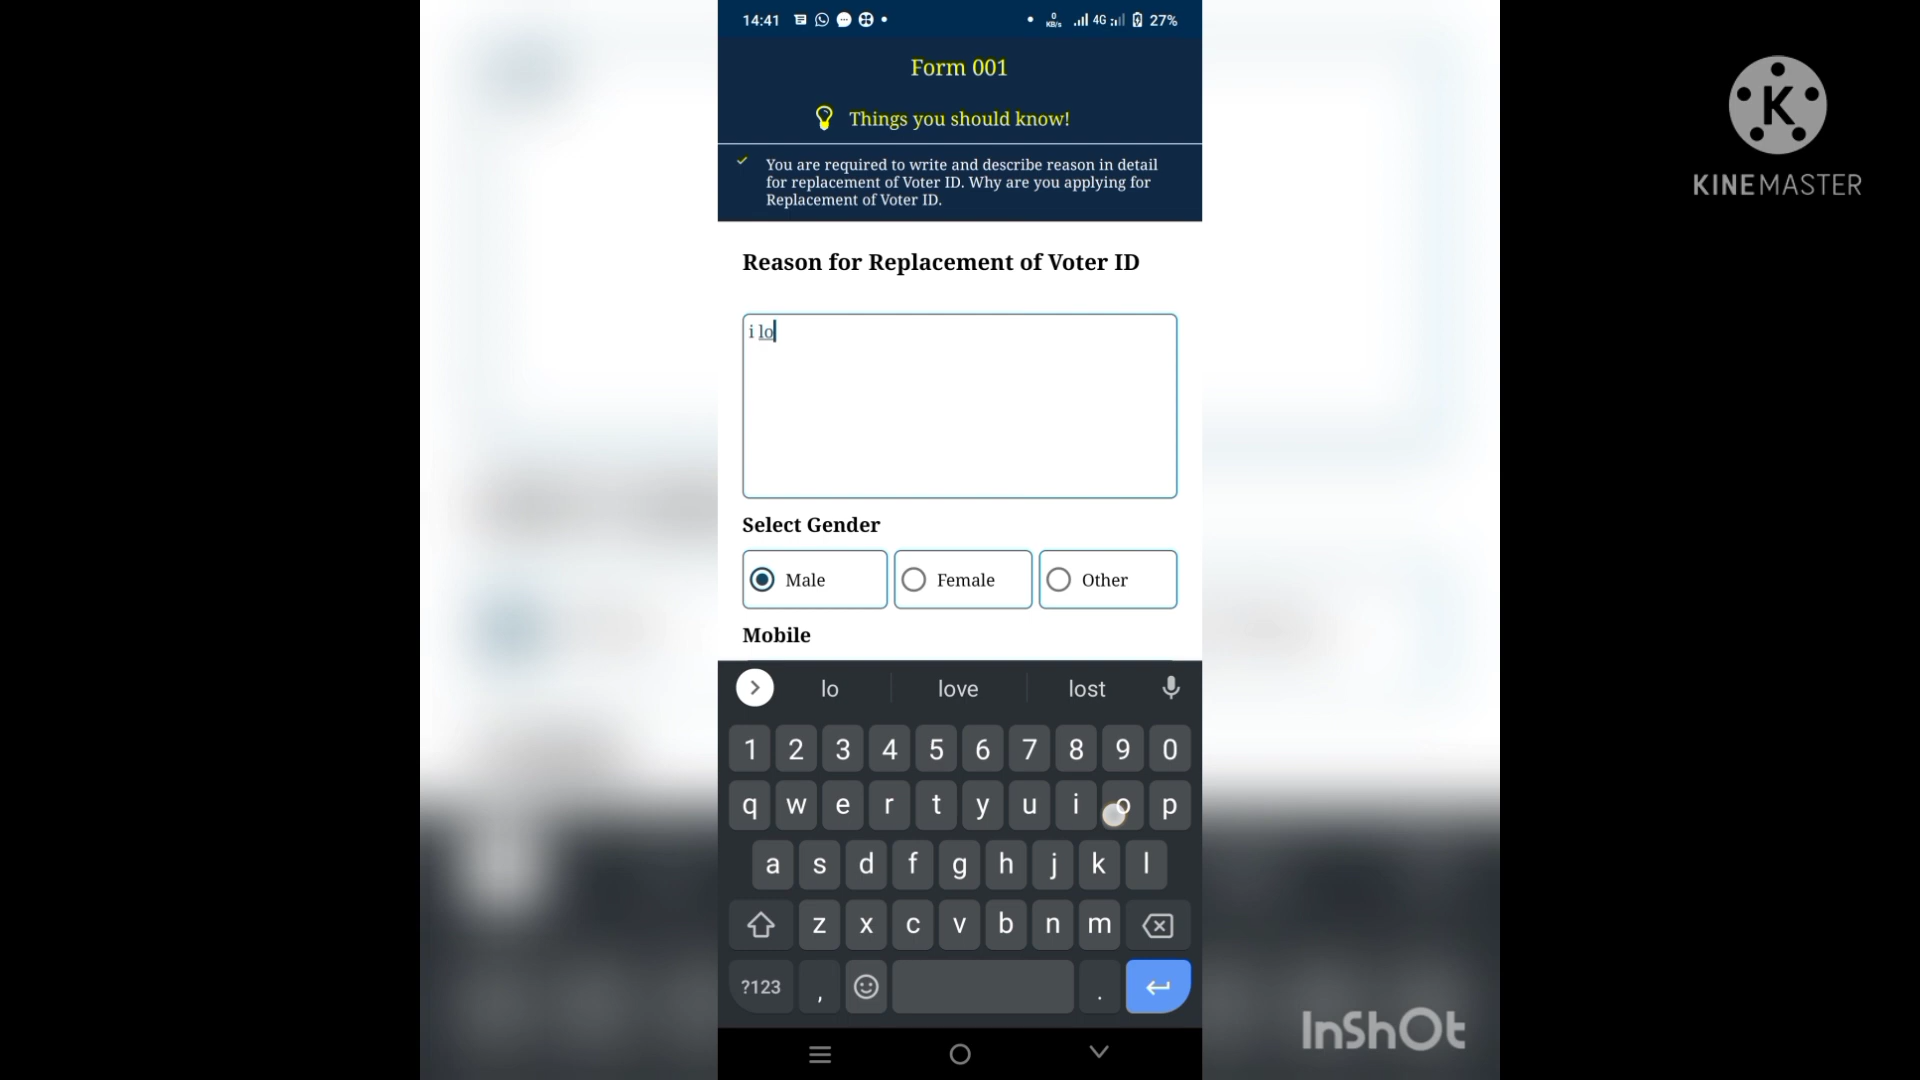 14:41
0
KB/s
4G
27%
Form 001
Things you should know!
You are required to write and describe reason in detail
for replacement of Voter ID. Why are you applying for
Replacement of Voter ID.
Reason for Replacement of Voter ID
i lo
Select Gender
Male Female Other
Mobile
lo love lost
1 2 3 4 5 6 7 8 9 0
q w e r t y u i o p
a s d f g h j k l
z x c v b n m
?123 , .
K
KINEMASTER
InShOt